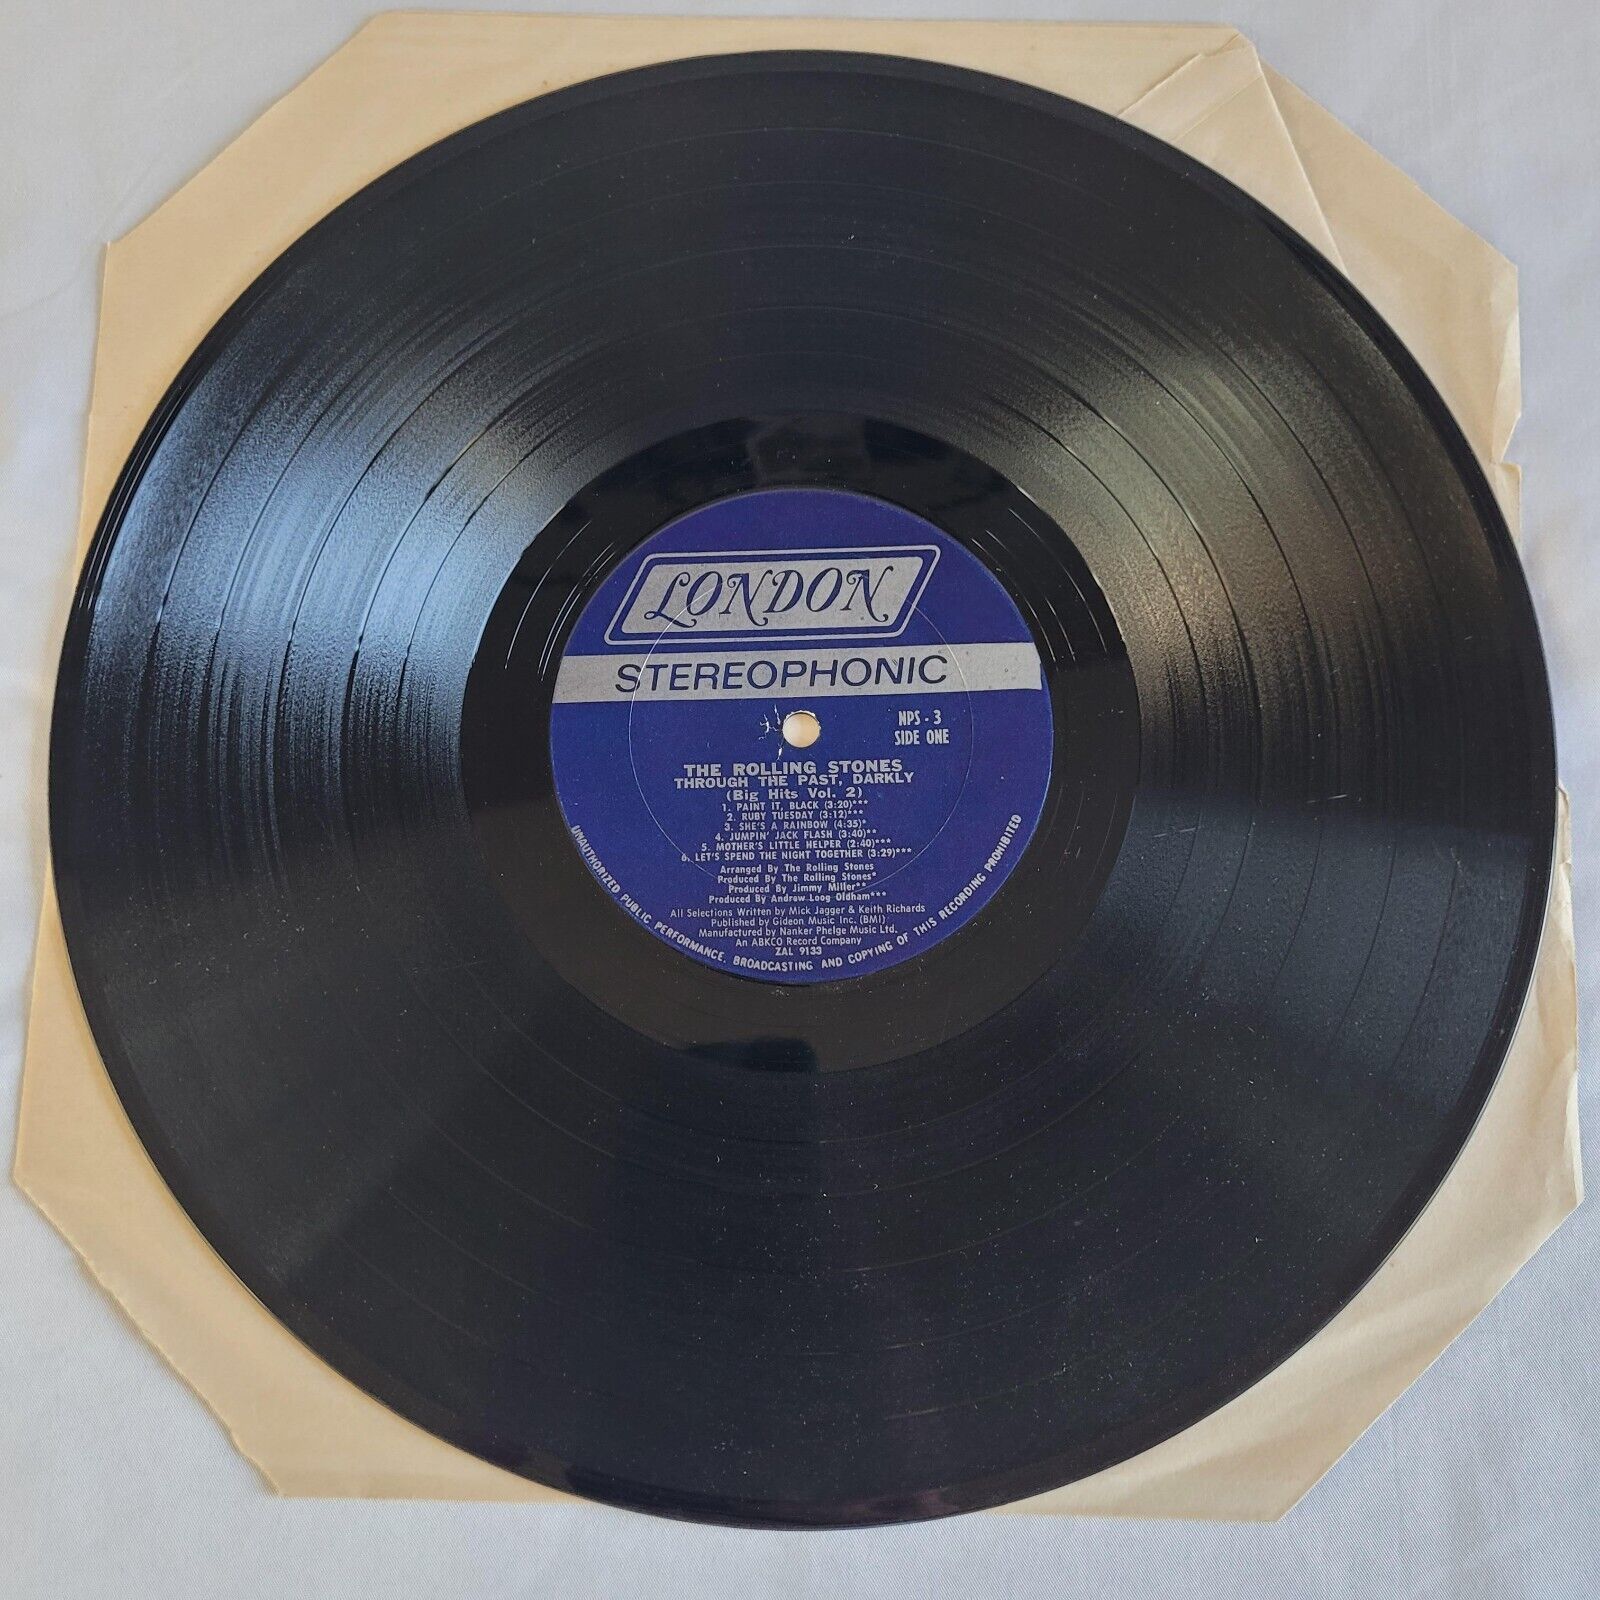 LONDON
STEREOPHONIC
NPS - 3
SIDE ONE
THE ROLLING STONES
THROUGH THE PAST, DARKLY
(Big Hits Vol. 2)
1. PAINT IT, BLACK (3:20)***
2. RUBY TUESDAY (3:12)***
3. SHE'S A RAINBOW (4:35)*
4. JUMPIN' JACK FLASH (3:40)**
5. MOTHER'S LITTLE HELPER (2:40)***
6. LET'S SPEND THE NIGHT TOGETHER (3:29)***
Arranged By The Rolling Stones
Produced By The Rolling Stones*
Produced By Jimmy Miller**
Produced By Andrew Loog Oldham***
All Selections Written by Mick Jagger & Keith Richards
Published by Gideon Music Inc. (BMI)
Manufactured by Nanker Phelge Music Ltd.
An ABKCO Record Company
ZAL 9133
UNAUTHORIZED PUBLIC PERFORMANCE, BROADCASTING AND COPYING OF THIS RECORDING PROHIBITED